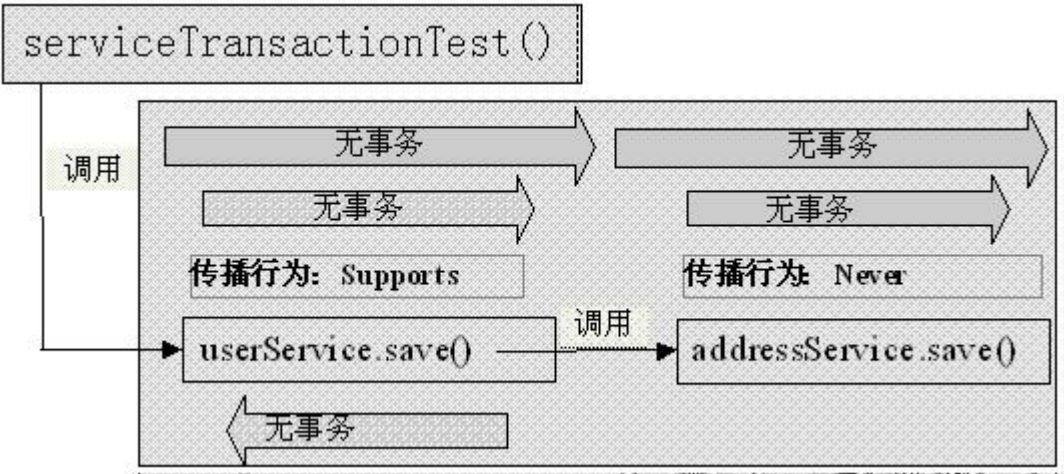 serviceTransactionTest()
无事务
无事务
调用
无事务
无事务
传播行为: Supports
传播行为: Never
调用
userService.save()
addressService.save()
无事务